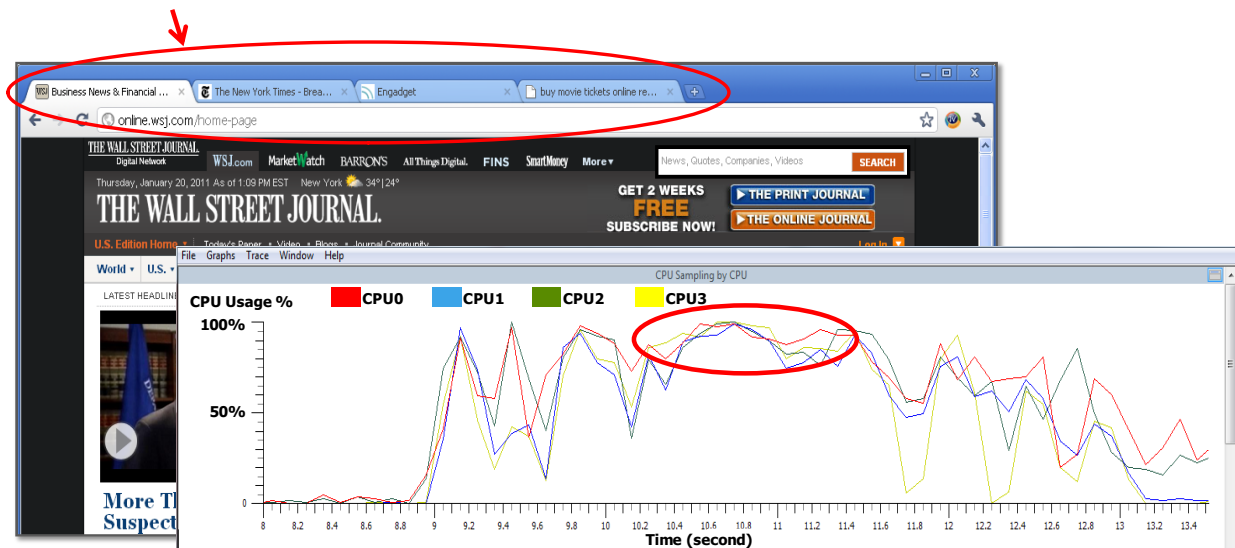 Business News & Financial ...
The New York Times - Brea...
Engadget
buy movie tickets online re...
online.wsj.com/home-page
THE WALL STREET JOURNAL
Digital Network
WSJ.com MarketWatch BARRON'S All Things Digital. FINS SmartMoney More
News, Quotes, Companies, Videos
SEARCH
Thursday, January 20, 2011 As of 1:09 PM EST New York 34° | 24°
THE WALL STREET JOURNAL.
GET 2 WEEKS
FREE
SUBSCRIBE NOW!
THE PRINT JOURNAL
THE ONLINE JOURNAL
U.S. Edition Home Today's Paper • Video • Blogs • Journal Community
Log In
World U.S.
LATEST HEADLINE
More T
Suspect
File Graphs Trace Window Help
CPU Sampling by CPU
CPU Usage % CPU0 CPU1 CPU2 CPU3
100%
50%
0
8 8.2 8.4 8.6 8.8 9 9.2 9.4 9.6 9.8 10 10.2 10.4 10.6 10.8 11 11.2 11.4 11.6 11.8 12 12.2 12.4 12.6 12.8 13 13.2 13.4
Time (second)